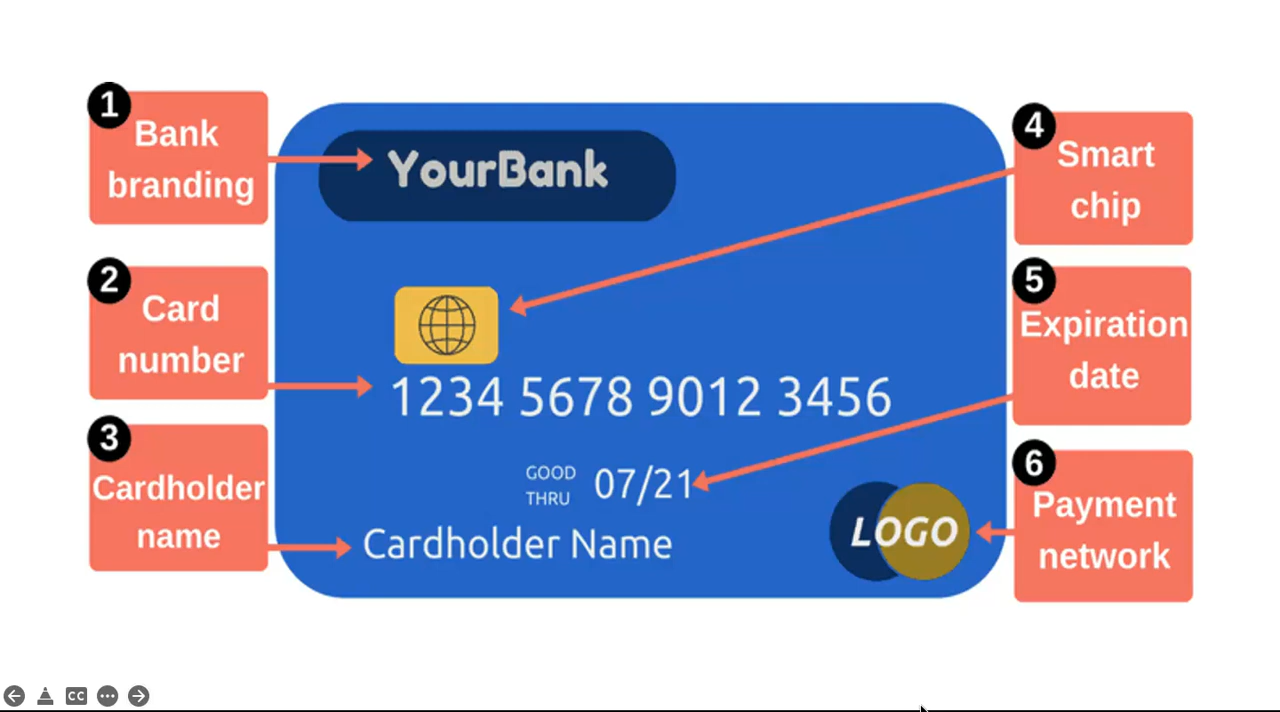 1
Bank
branding
2
Card
number
3
Cardholder
name
YourBank
1234 5678 9012 3456
GOOD
THRU
07/21
Cardholder Name
LOGO
4
Smart
chip
5
Expiration
date
6
Payment
network
CC